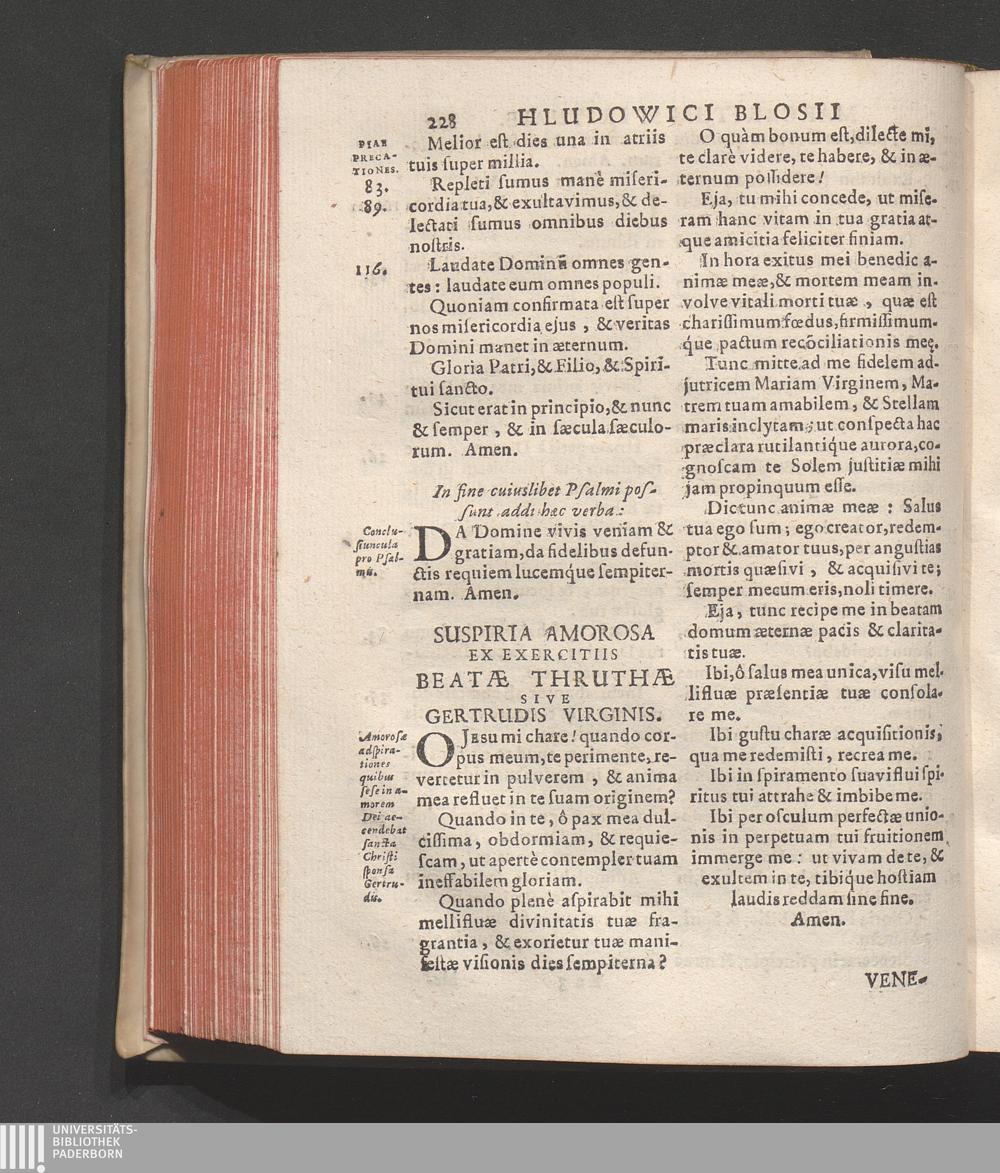 228 HLUDOWICI BLOSII
PIAE
PRECA-
TIONES.
83.
89.
116.
Melior eſt dies una in atriis
tuis ſuper millia.
Repleti ſumus manè miſeri-
cordia tua, & exultavimus, & de-
lectati ſumus omnibus diebus
noſtris.
Laudate Dominū omnes gen-
tes: laudate eum omnes populi.
Quoniam confirmata eſt ſuper
nos miſericordia ejus, & veritas
Domini manet in æternum.
Gloria Patri, & Filio, & Spiri-
tui ſancto.
Sicut erat in principio, & nunc
& ſemper, & in ſæcula ſæculo-
rum. Amen.
In fine cuiuslibet Pſalmi poſ-
ſunt addi hæc verba:
Conclu-
ſiuncula
pro Pſal-
mis.
DA Domine vivis veniam &
gratiam, da fidelibus defun-
ctis requiem lucemq́ue ſempiter-
nam. Amen.
SUSPIRIA AMOROSA
EX EXERCITIIS
BEATÆ THRUTHÆ
SIVE
GERTRUDIS VIRGINIS.
Amoroſæ
adſpira-
tiones
quibus
ſeſe in a-
morem
Dei ac-
cendebat
ſancta
Chriſti
ſponſa
Gertru-
dis.
O Jesu mi chare! quando cor-
pus meum, te perimente, re-
vertetur in pulverem, & anima
mea refluet in te ſuam originem?
Quando in te, ô pax mea dul-
ciſſima, obdormiam, & requie-
ſcam, ut apertè contempler tuam
ineffabilem gloriam.
Quando plenè aſpirabit mihi
mellifluæ divinitatis tuæ fra-
grantia, & exorietur tuæ mani-
feſtæ viſionis dies ſempiterna?
O quàm bonum eſt, dilecte mi,
te clarè videre, te habere, & in æ-
ternum poſſidere!
Eja, tu mihi concede, ut miſe-
ram hanc vitam in tua gratia at-
que amicitia feliciter finiam.
In hora exitus mei benedic a-
nimæ meæ, & mortem meam in-
volve vitali morti tuæ, quæ eſt
chariſſimum fœdus, firmiſſimum-
q́ue pactum recōciliationis meę.
Tunc mitte ad me fidelem ad-
jutricem Mariam Virginem, Ma-
trem tuam amabilem, & Stellam
maris inclytam; ut conſpecta hac
præclara rutilantiq́ue aurora, co-
gnoſcam te Solem juſtitiæ mihi
jam propinquum eſſe.
Dic tunc animæ meæ: Salus
tua ego ſum; ego creator, redem-
ptor & amator tuus, per anguſtias
mortis quæſivi, & acquiſivi te;
ſemper mecum eris, noli timere.
Eja, tunc recipe me in beatam
domum æternæ pacis & clarita-
tis tuæ.
Ibi, ô ſalus mea unica, viſu mel-
lifluæ præſentiæ tuæ conſola-
re me.
Ibi guſtu charæ acquiſitionis,
qua me redemiſti, recrea me.
Ibi in ſpiramento ſuaviflui ſpi-
ritus tui attrahe & imbibe me.
Ibi per oſculum perfectæ unio-
nis in perpetuam tui fruitionem
immerge me: ut vivam de te, &
exultem in te, tibiq́ue hoſtiam
laudis reddam ſine fine.
Amen.
VENE-
UNIVERSITÄTS-
BIBLIOTHEK
PADERBORN